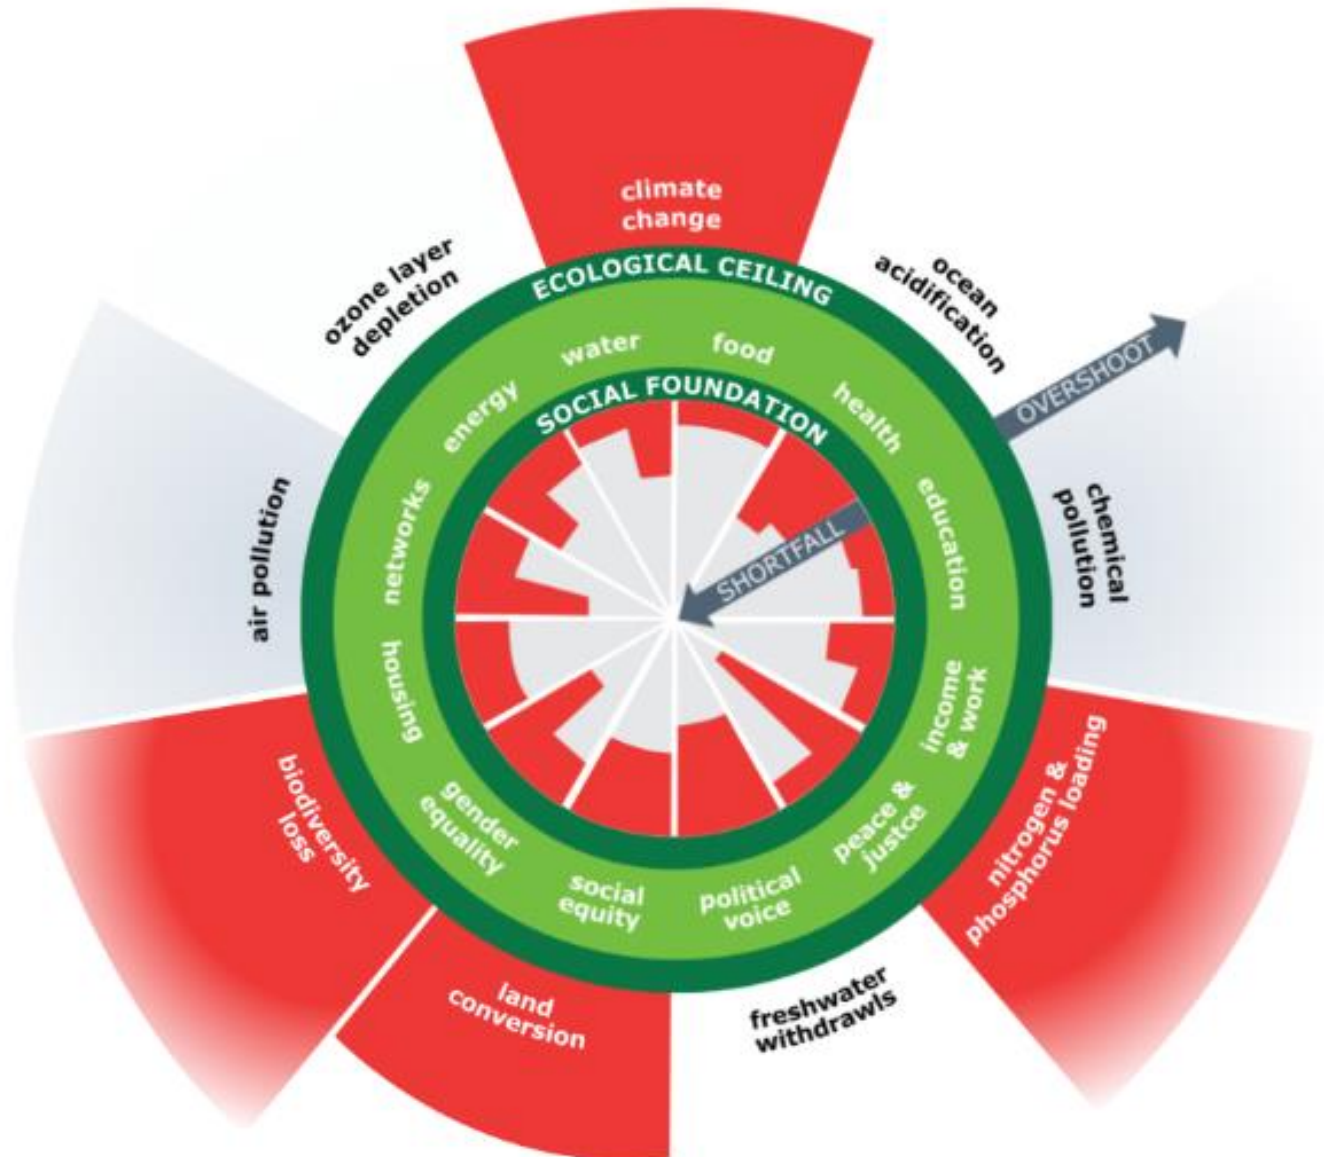 climate
change
ozone layer
depletion
ocean
acidification
ECOLOGICAL CEILING
OVERSHOOT
water
food
energy
health
SOCIAL FOUNDATION
networks
education
SHORTFALL
air pollution
chemical
pollution
housing
income
& work
biodiversity
loss
nitrogen &
phosphorus loading
gender
equality
peace &
justce
social
equity
political
voice
land
conversion
freshwater
withdrawls